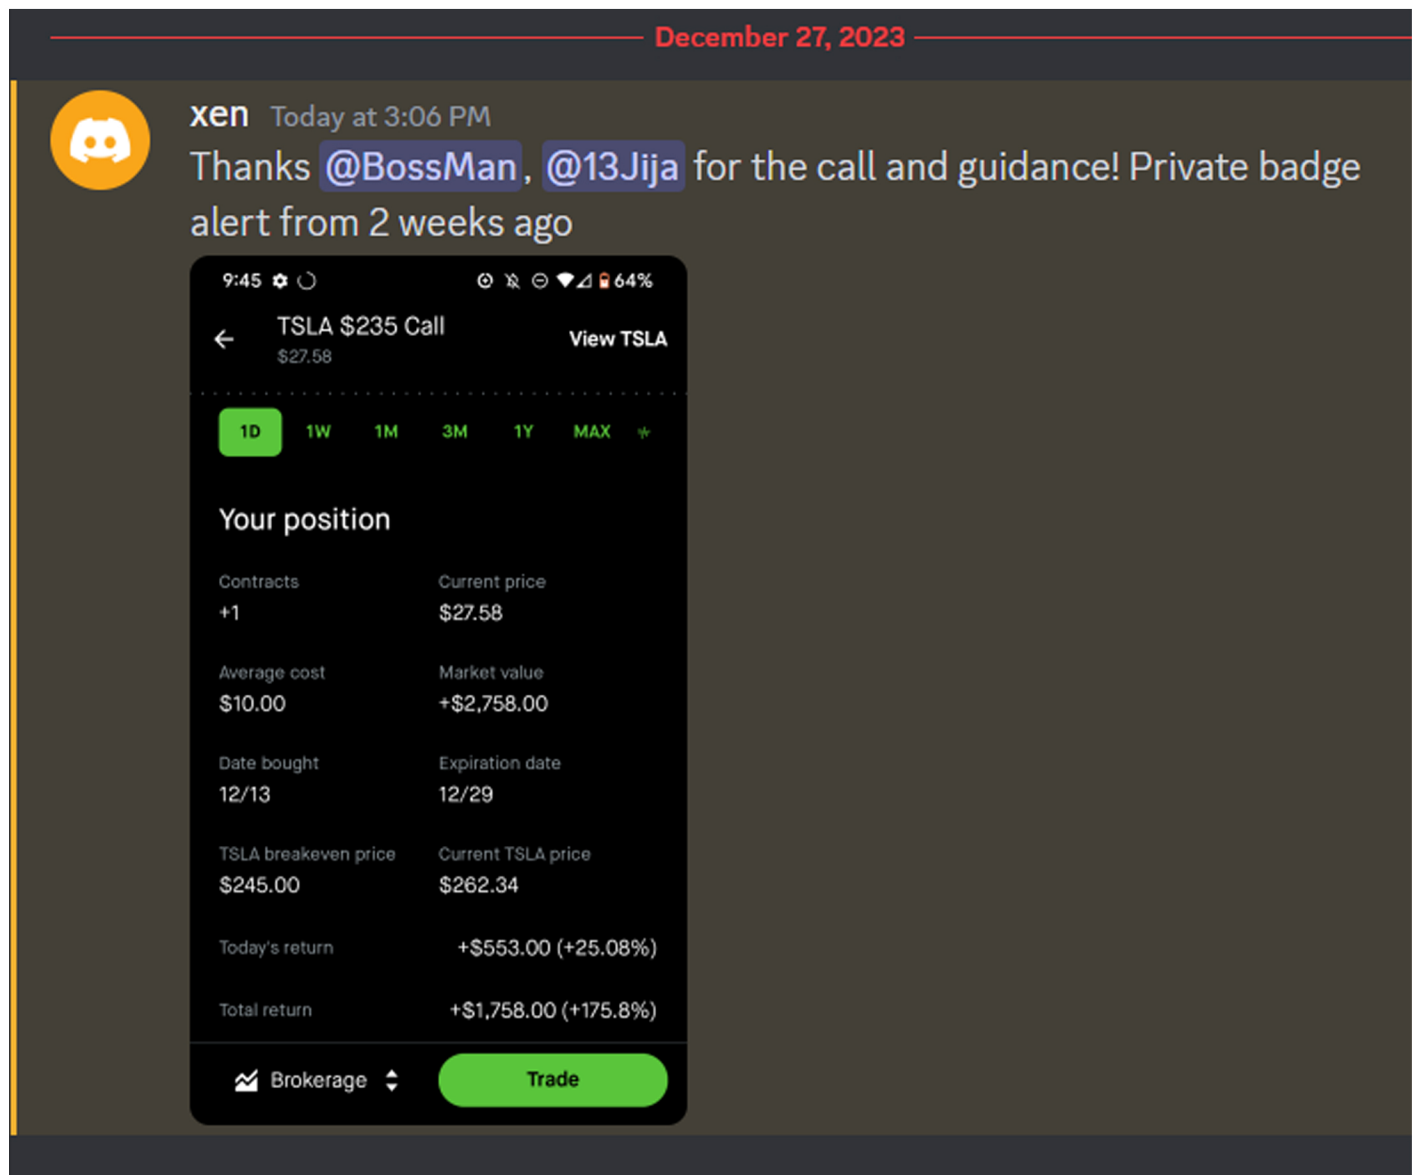 December 27, 2023
xen Today at 3:06 PM
Thanks @BossMan, @13Jija for the call and guidance! Private badge
alert from 2 weeks ago
9:45 64%
TSLA $235 Call
$27.58
View TSLA
1D 1W 1M 3M 1Y MAX
Your position
Contracts Current price
+1 $27.58
Average cost Market value
$10.00 +$2,758.00
Date bought Expiration date
12/13 12/29
TSLA breakeven price Current TSLA price
$245.00 $262.34
Today's return +$553.00 (+25.08%)
Total return +$1,758.00 (+175.8%)
Brokerage Trade